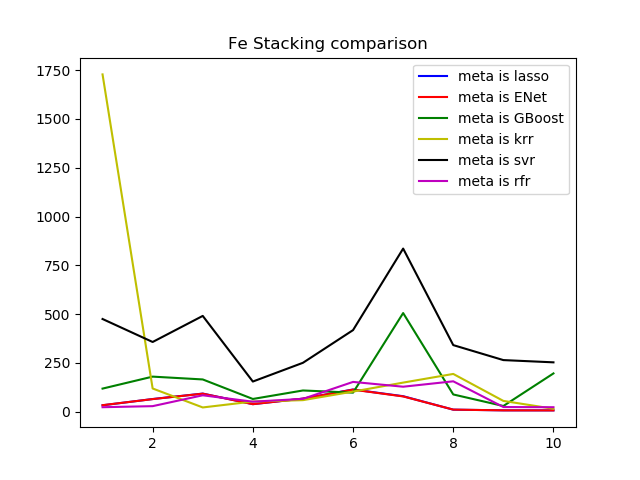 Fe Stacking comparison
1750
1500
1250
1000
750
500
250
0
2 4 6 8 10
meta is lasso
meta is ENet
meta is GBoost
meta is krr
meta is svr
meta is rfr